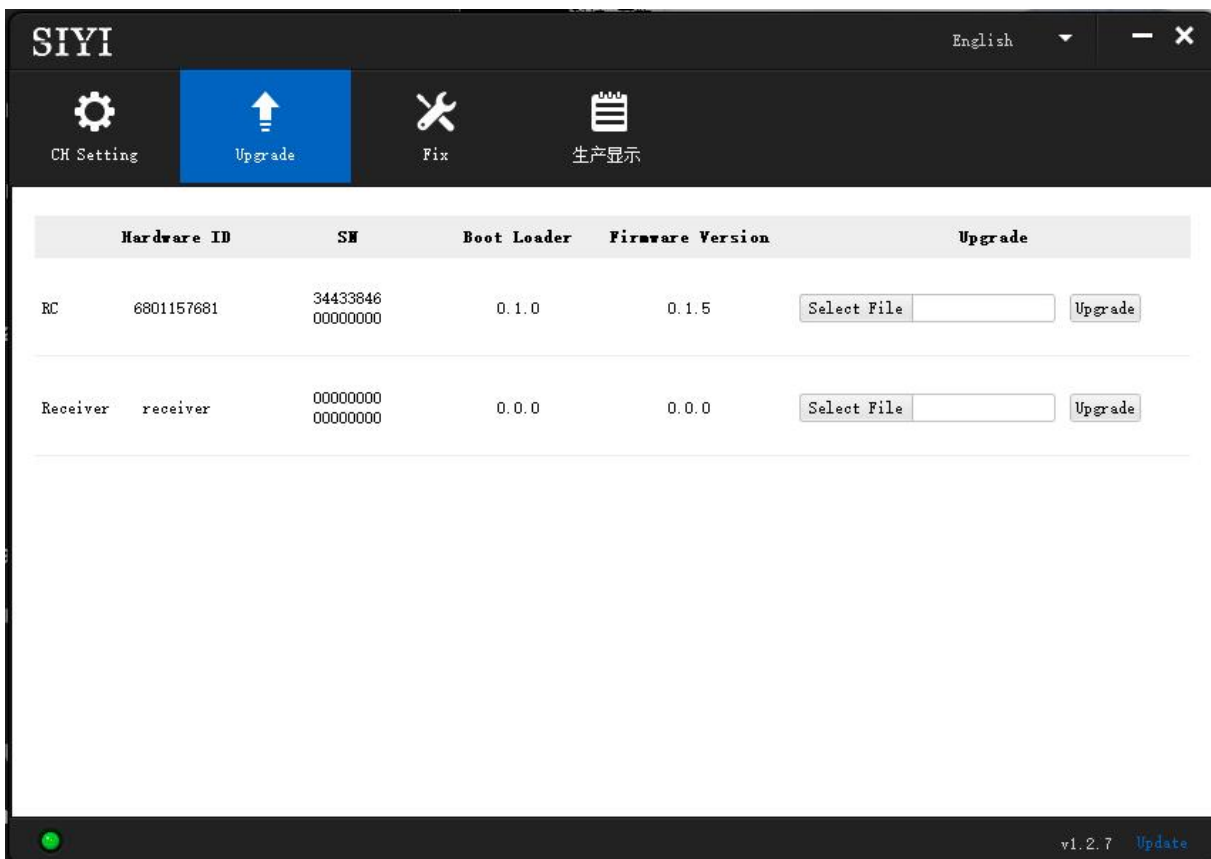 SIYI
English
CH Setting
Upgrade
Fix
生产显示
Hardware ID SN Boot Loader Firmware Version Upgrade
RC 6801157681 34433846 00000000 0.1.0 0.1.5 Select File Upgrade
Receiver receiver 00000000 00000000 0.0.0 0.0.0 Select File Upgrade
v1.2.7 Update